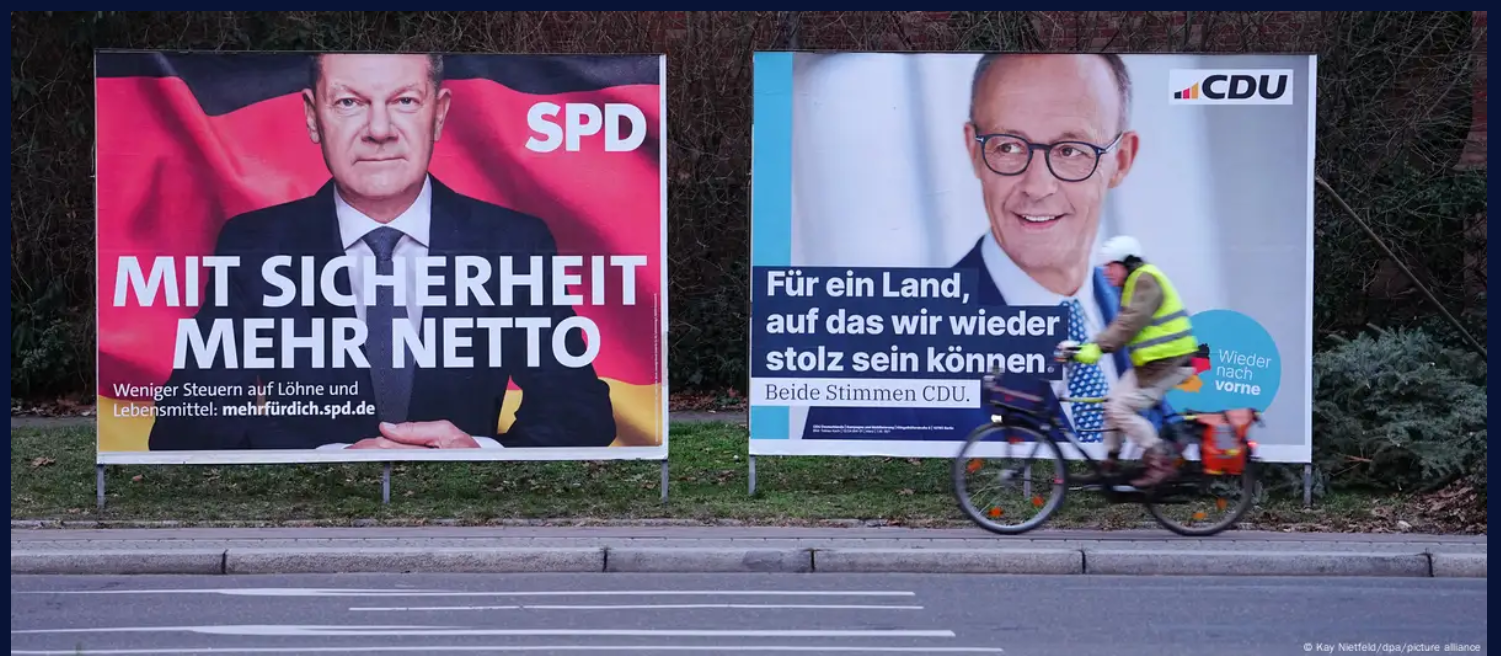 SPD
MIT SICHERHEIT
MEHR NETTO
Weniger Steuern auf Löhne und
Lebensmittel: mehrfürdich.spd.de
CDU
Für ein Land,
auf das wir wieder
stolz sein können.
Beide Stimmen CDU.
Wieder
nach
vorne
© Kay Nietfeld/dpa/picture alliance